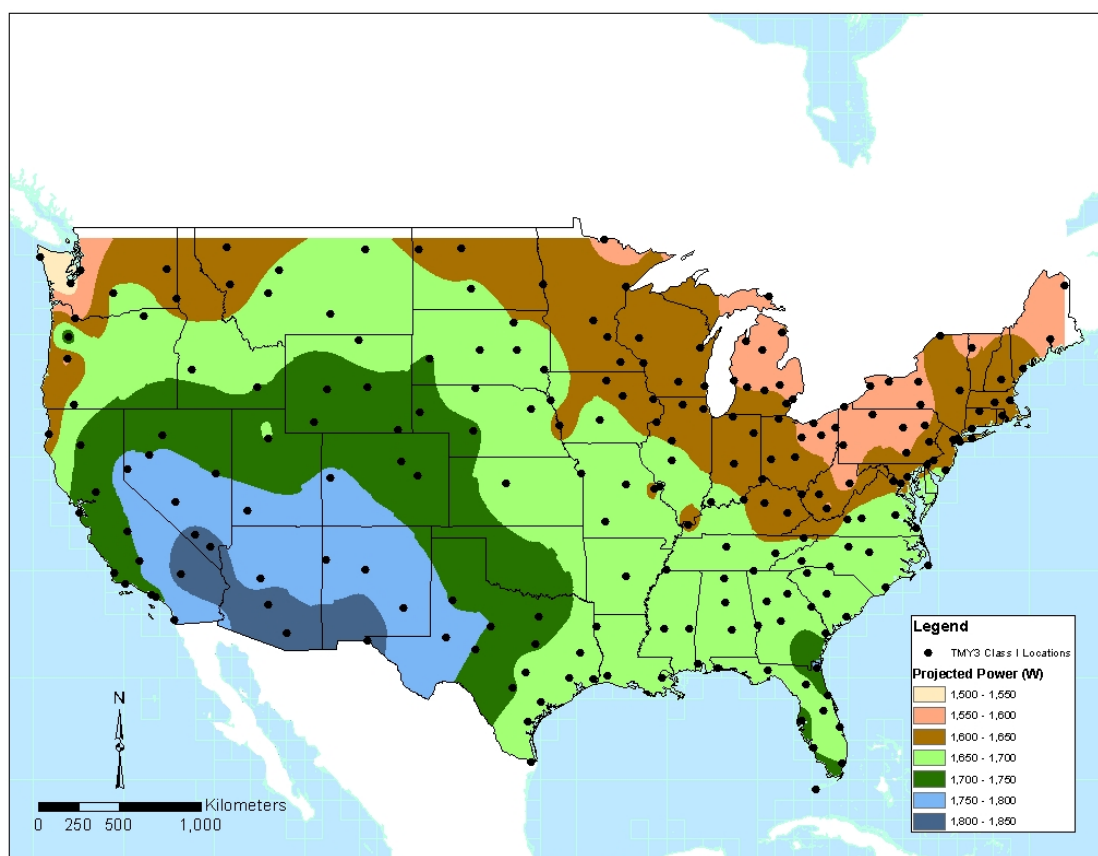 N
Kilometers
0 250 500 1,000
Legend
TMY3 Class I Locations
Projected Power (W)
1,500 - 1,550
1,550 - 1,600
1,600 - 1,650
1,650 - 1,700
1,700 - 1,750
1,750 - 1,800
1,800 - 1,850